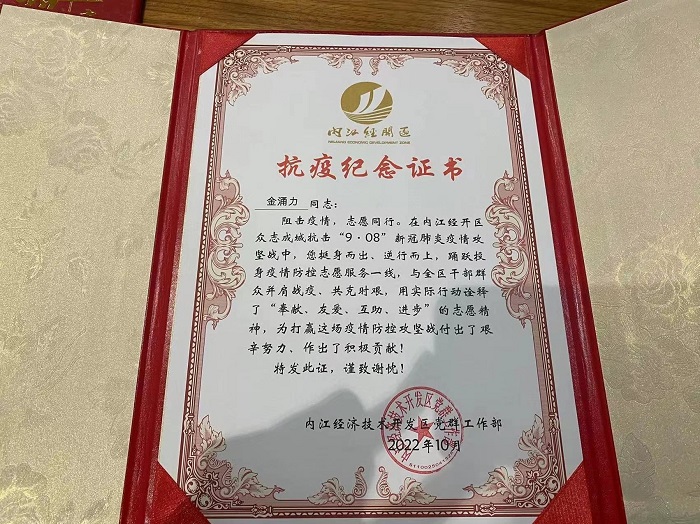 内江经开区
NEIJIANG ECONOMIC DEVELOPMENT ZONE
抗疫纪念证书
金涌力 同志:
阻击疫情,志愿同行。在内江经开区
众志成城抗击“9·08”新冠肺炎疫情攻
坚战中,您挺身而出、逆行而上,踊跃投
身疫情防控志愿服务一线,与全区干部群
众并肩战疫、共克时艰,用实际行动诠释
了“奉献、友爱、互助、进步”的志愿精
神,为打赢这场疫情防控攻坚战付出了艰
辛努力、作出了积极贡献!
特发此证,谨致谢忱!
内江经济技术开发区党群工作部
2022年10月